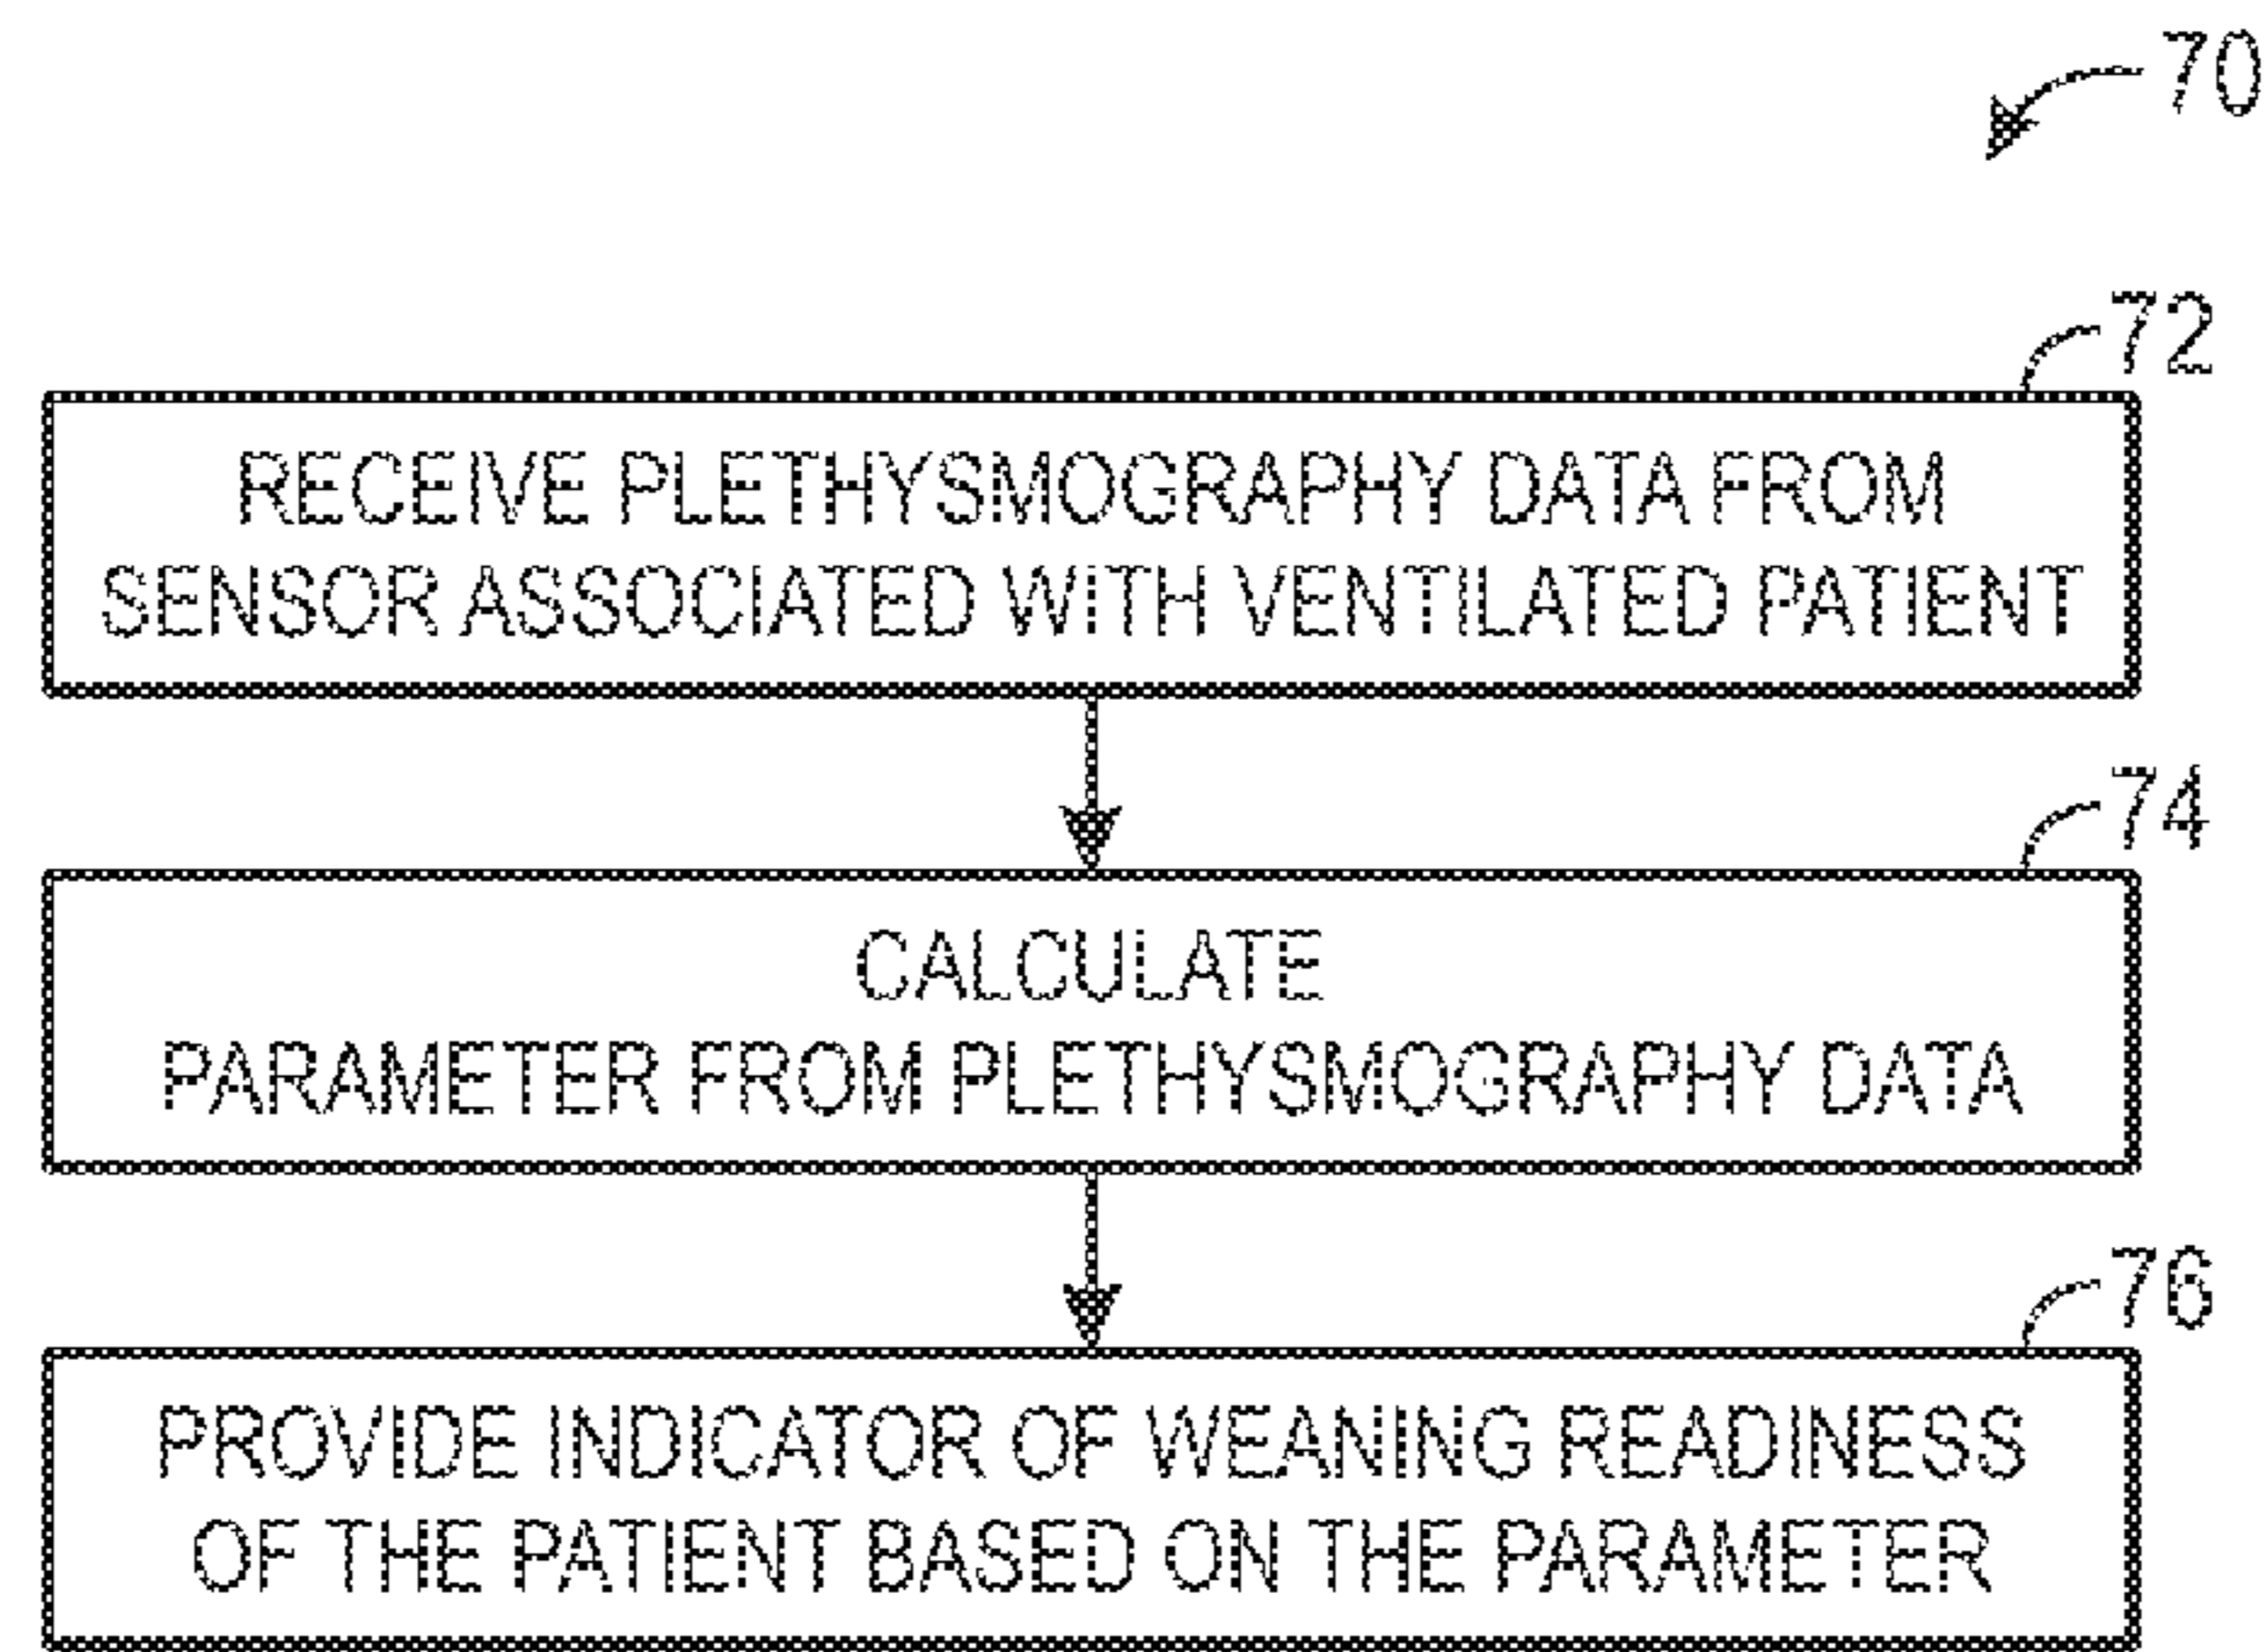 70
72
RECEIVE PLETHYSMOGRAPHY DATA FROM
SENSOR ASSOCIATED WITH VENTILATED PATIENT
74
CALCULATE
PARAMETER FROM PLETHYSMOGRAPHY DATA
76
PROVIDE INDICATOR OF WEANING READINESS
OF THE PATIENT BASED ON THE PARAMETER